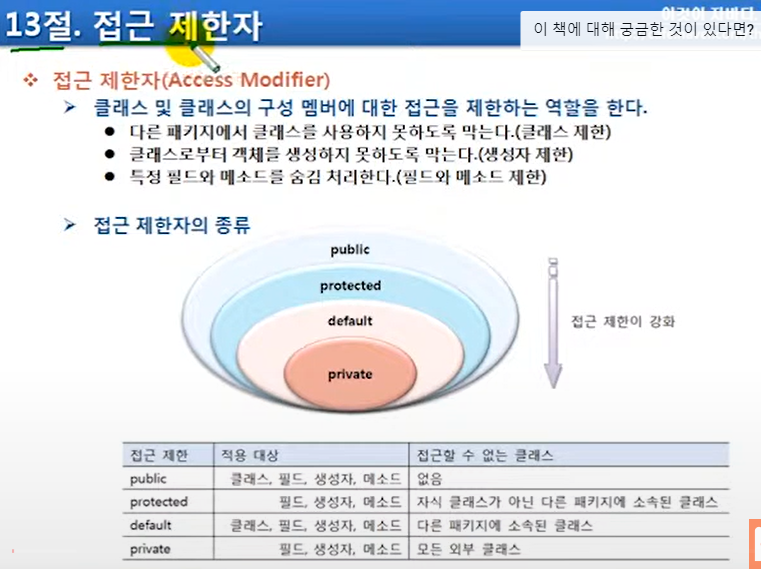 13절. 접근 제한자
이 책에 대해 궁금한 것이 있다면?
접근 제한자(Access Modifier)
클래스 및 클래스의 구성 멤버에 대한 접근을 제한하는 역할을 한다.
다른 패키지에서 클래스를 사용하지 못하도록 막는다.(클래스 제한)
클래스로부터 객체를 생성하지 못하도록 막는다.(생성자 제한)
특정 필드와 메소드를 숨김 처리한다.(필드와 메소드 제한)
접근 제한자의 종류
public
protected
default
private
접근 제한이 강화
접근 제한 적용 대상 접근할 수 없는 클래스
public 클래스, 필드, 생성자, 메소드 없음
protected 필드, 생성자, 메소드 자식 클래스가 아닌 다른 패키지에 소속된 클래스
default 클래스, 필드, 생성자, 메소드 다른 패키지에 소속된 클래스
private 필드, 생성자, 메소드 모든 외부 클래스